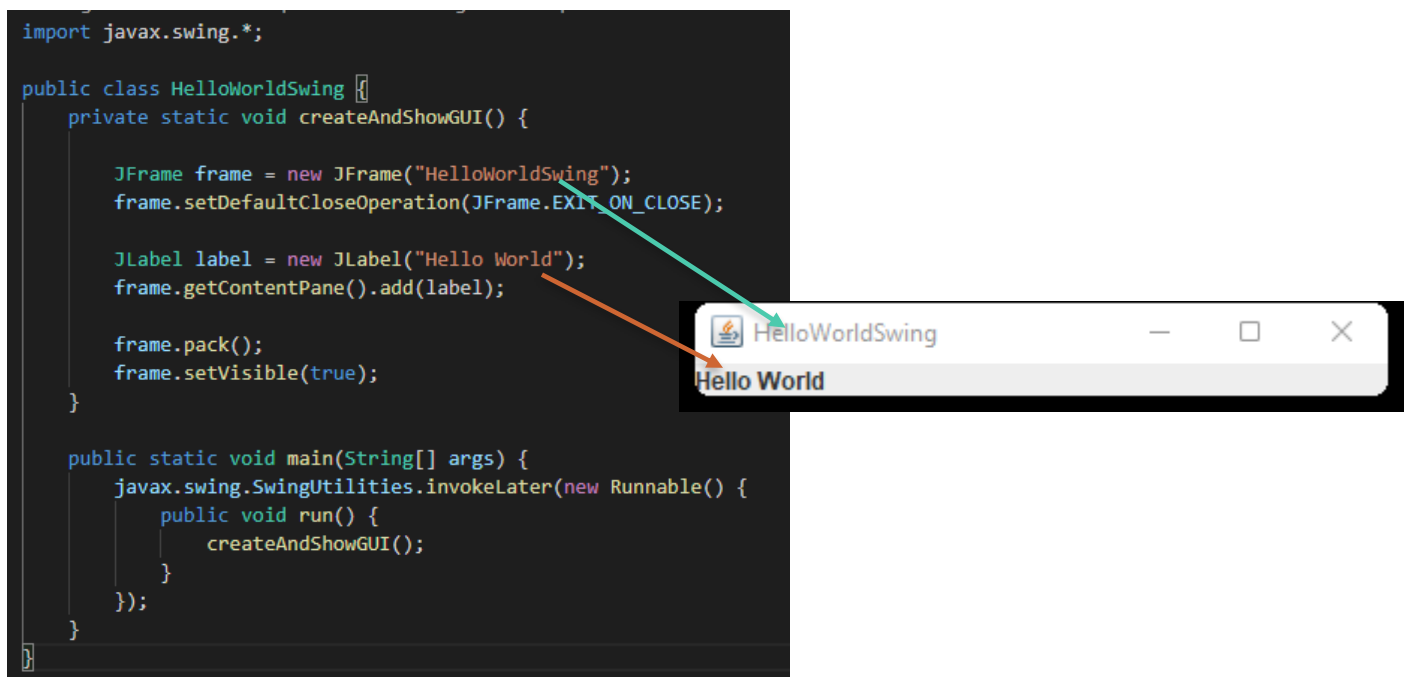 import javax.swing.*;
public class HelloWorldSwing {
private static void createAndShowGUI() {
JFrame frame = new JFrame("HelloWorldSwing");
frame.setDefaultCloseOperation(JFrame.EXIT_ON_CLOSE);
JLabel label = new JLabel("Hello World");
frame.getContentPane().add(label);
frame.pack();
frame.setVisible(true);
}
public static void main(String[] args) {
javax.swing.SwingUtilities.invokeLater(new Runnable() {
public void run() {
createAndShowGUI();
}
});
}
}
HelloWorldSwing
Hello World